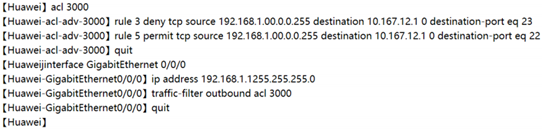 【Huawei】acl 3000
【Huawei-acl-adv-3000】rule 3 deny tcp source 192.168.1.00.0.0.255 destination 10.167.12.1 0 destination-port eq 23
【Huawei-acl-adv-3000】rule 5 permit tcp source 192.168.1.00.0.0.255 destination 10.167.12.1 0 destination-port eq 22
【Huawei-acl-adv-3000】quit
【Huaweijinterface GigabitEthernet 0/0/0
【Huawei-GigabitEthernet0/0/0】ip address 192.168.1.1255.255.255.0
【Huawei-GigabitEthernet0/0/0】traffic-filter outbound acl 3000
【Huawei-GigabitEthernet0/0/0】quit
【Huawei】